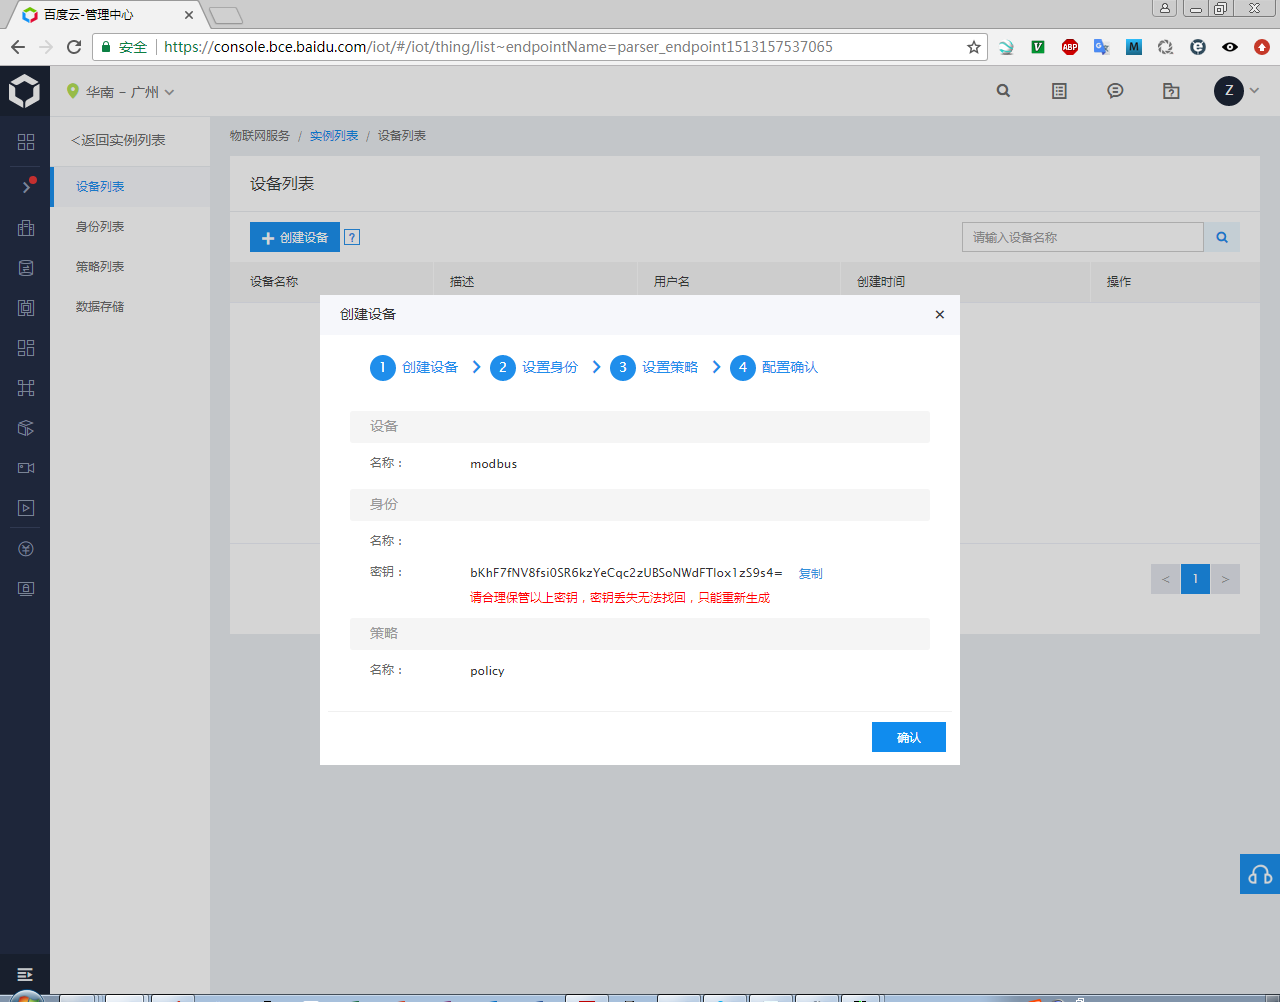 百度云-管理中心
安全
https://console.bce.baidu.com/iot/#/iot/thing/list~endpointName=parser_endpoint1513157537065
V
ABP
M
华南 – 广州
Z
<返回实例列表
设备列表
身份列表
策略列表
数据存储
物联网服务 / 实例列表 / 设备列表
设备列表
创建设备
?
请输入设备名称
设备名称 描述 用户名 创建时间 操作
创建设备
1 创建设备 2 设置身份 3 设置策略 4 配置确认
设备
名称： modbus
身份
名称：
密钥： bKhF7fNV8fsi0SR6kzYeCqc2zUBSoNWdFTlox1zS9s4= 复制
请合理保管以上密钥，密钥丢失无法找回，只能重新生成
策略
名称： policy
确认
< 1 >